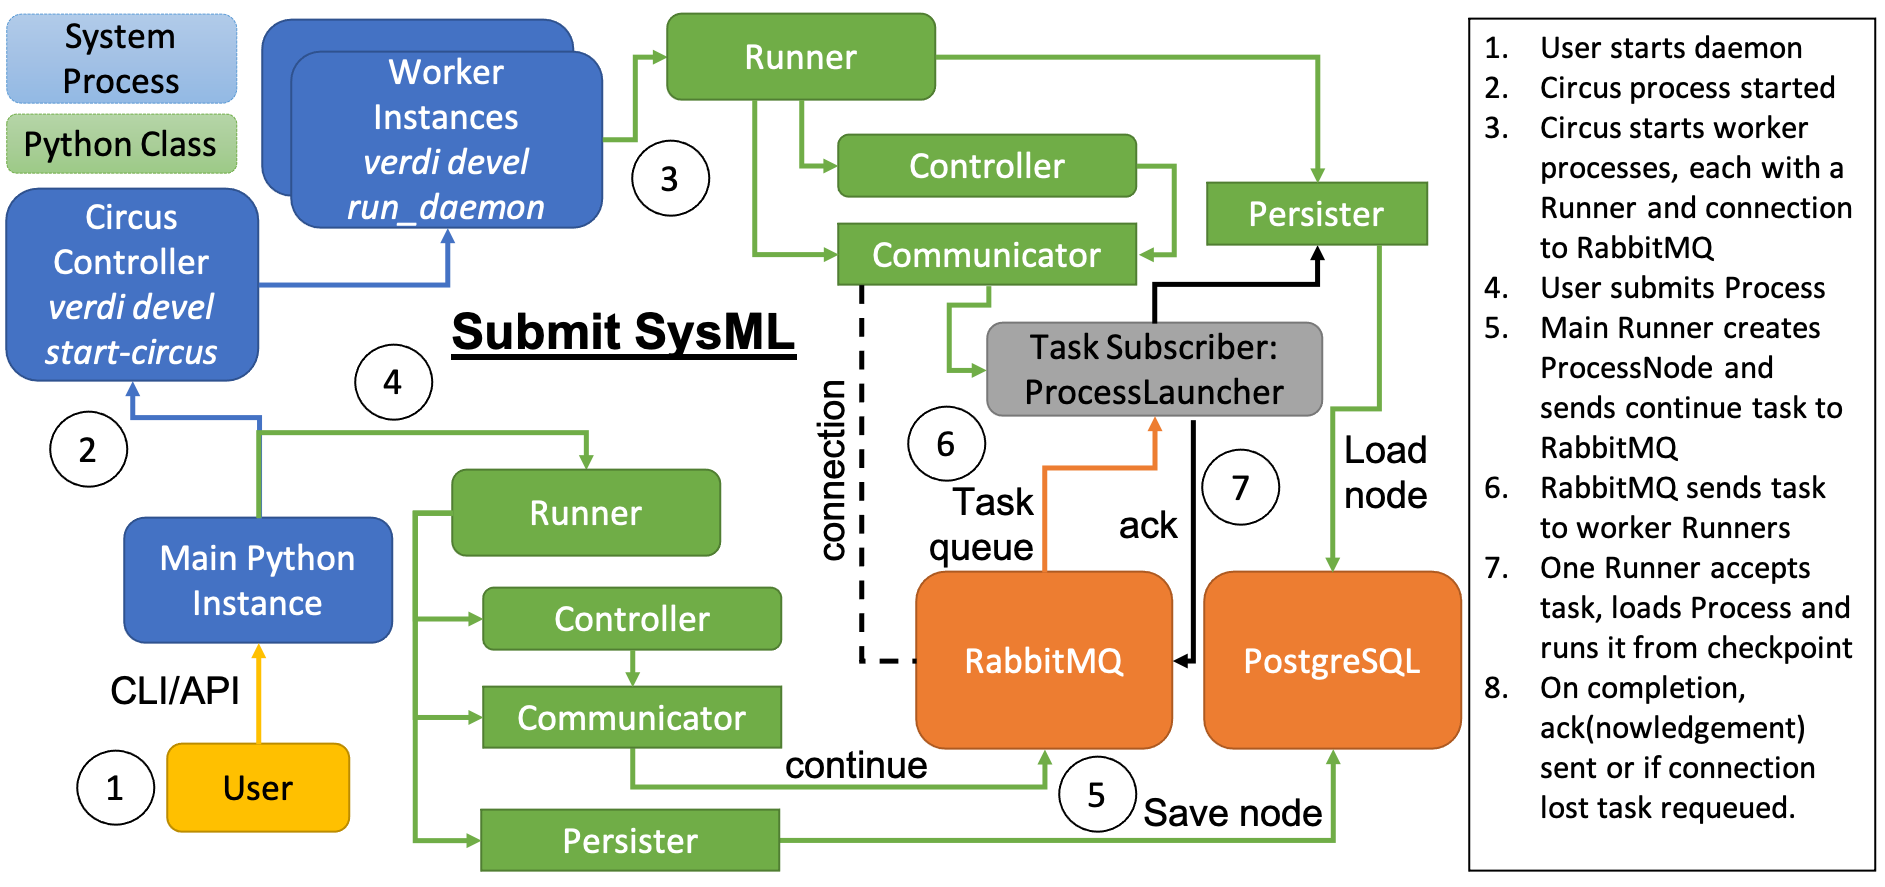 System
Process
Python Class
Circus
Controller
verdi devel
start-circus
Worker
Instances
verdi devel
run_daemon
3
Runner
Controller
Communicator
Persister
Submit SysML
Task Subscriber:
ProcessLauncher
4
2
6
connection
Task
queue
7
ack
Load
node
Runner
Main Python
Instance
Controller
RabbitMQ
PostgreSQL
CLI/API
Communicator
1
User
continue
5
Save node
Persister
1. User starts daemon
2. Circus process started
3. Circus starts worker
processes, each with a
Runner and connection
to RabbitMQ
4. User submits Process
5. Main Runner creates
ProcessNode and
sends continue task to
RabbitMQ
6. RabbitMQ sends task
to worker Runners
7. One Runner accepts
task, loads Process and
runs it from checkpoint
8. On completion,
ack(nowledgement)
sent or if connection
lost task requeued.